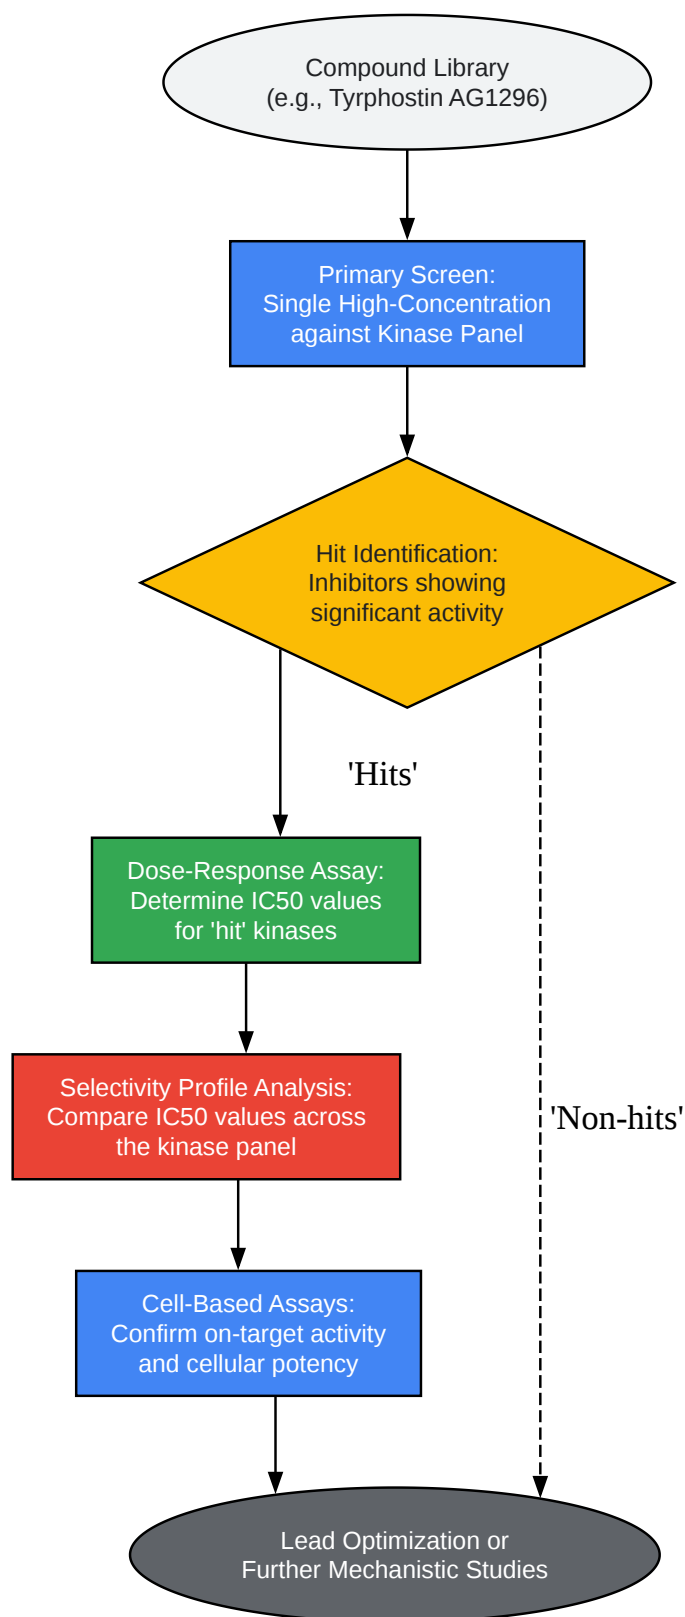 Compound Library
(e.g., Tyrphostin AG1296)
Primary Screen:
Single High-Concentration
against Kinase Panel
Hit Identification:
Inhibitors showing
significant activity
'Hits'
Dose-Response Assay:
Determine IC50 values
for 'hit' kinases
Selectivity Profile Analysis:
Compare IC50 values across
the kinase panel
'Non-hits'
Cell-Based Assays:
Confirm on-target activity
and cellular potency
Lead Optimization or
Further Mechanistic Studies